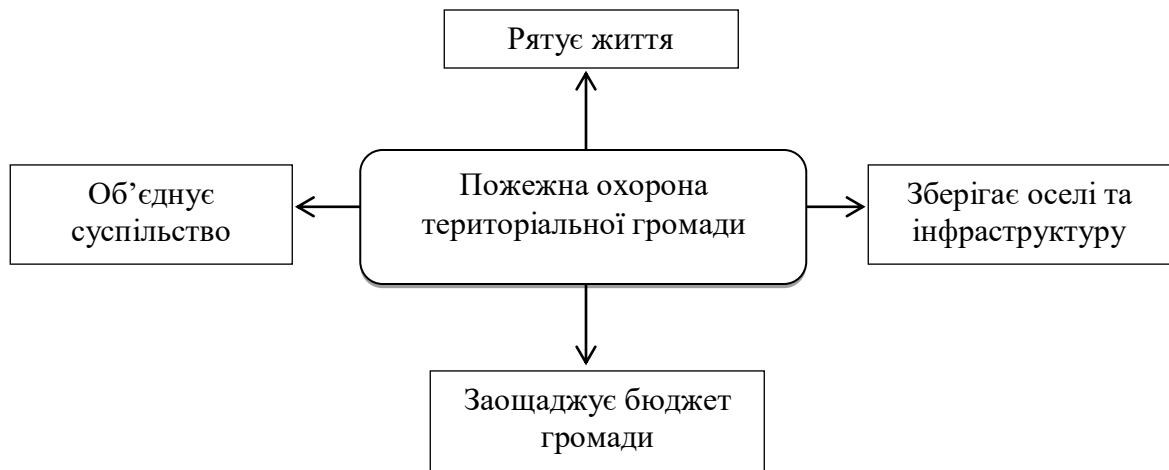 Рятує життя
Об’єднує
суспільство
Пожежна охорона
територіальної громади
Зберігає оселі та
інфраструктуру
Заощаджує бюджет
громади